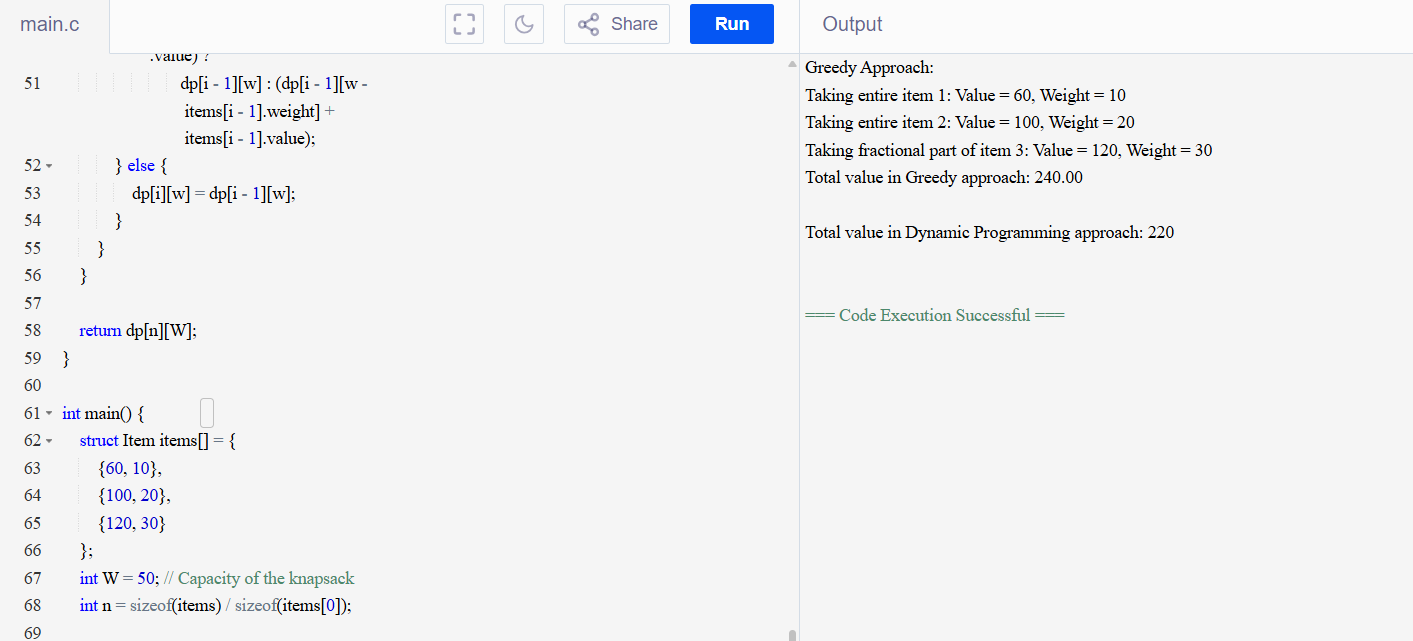 main.c
Share
Run
Output
.value) ?
51 dp[i - 1][w] : (dp[i - 1][w -
items[i - 1].weight] +
items[i - 1].value);
52 } else {
53 dp[i][w] = dp[i - 1][w];
54 }
55 }
56 }
57
58 return dp[n][W];
59 }
60
61 int main() {
62 struct Item items[] = {
63 {60, 10},
64 {100, 20},
65 {120, 30}
66 };
67 int W = 50; // Capacity of the knapsack
68 int n = sizeof(items) / sizeof(items[0]);
69
Greedy Approach:
Taking entire item 1: Value = 60, Weight = 10
Taking entire item 2: Value = 100, Weight = 20
Taking fractional part of item 3: Value = 120, Weight = 30
Total value in Greedy approach: 240.00
Total value in Dynamic Programming approach: 220
=== Code Execution Successful ===